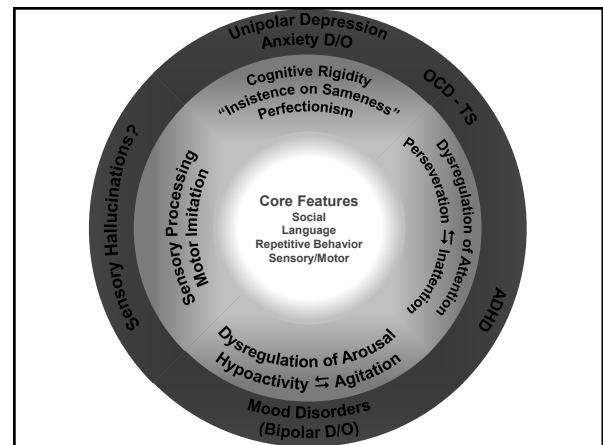 Unipolar Depression
Anxiety D/O
OCD - TS
Cognitive Rigidity
“Insistence on Sameness”
Perfectionism
Sensory Hallucinations?
Sensory Processing
Motor Imitation
Core Features
Social
Language
Repetitive Behavior
Sensory/Motor
Dysregulation of Attention
Perseveration ⇆ Inattention
ADHD
Dysregulation of Arousal
Hypoactivity ⇆ Agitation
Mood Disorders
(Bipolar D/O)